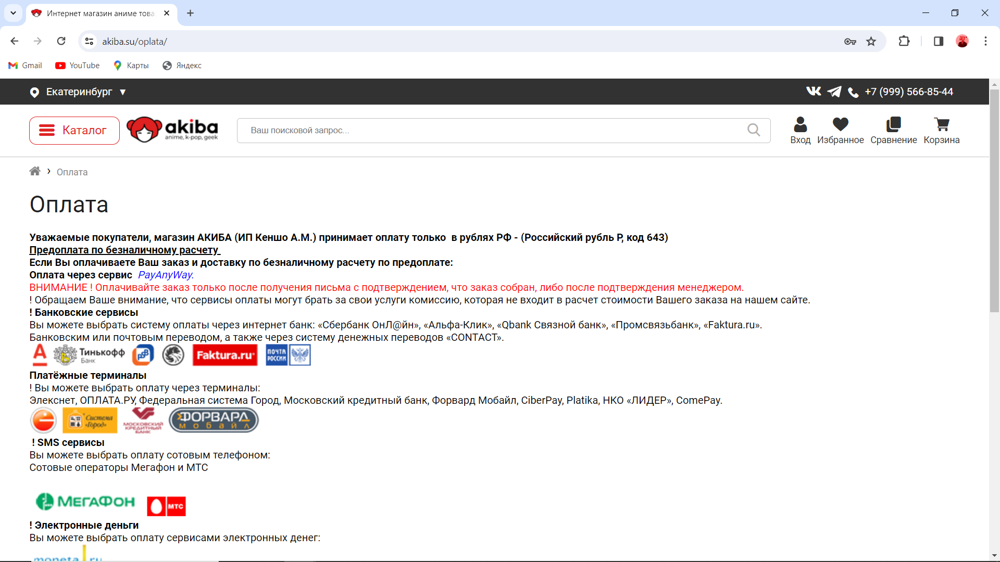 Интернет магазин аниме това
akiba.su/oplata/
Gmail YouTube Карты Яндекс
Екатеринбург ▼ +7 (999) 566-85-44
Каталог akiba Ваш поисковой запрос...
anime, k-pop, geek
Вход Избранное Сравнение Корзина
Оплата
Оплата
Уважаемые покупатели, магазин АКИБА (ИП Кеншо А.М.) принимает оплату только в рублях РФ - (Российский рубль Р, код 643)
Предоплата по безналичному расчету
Если Вы оплачиваете Ваш заказ и доставку по безналичному расчету по предоплате:
Оплата через сервис PayAnyWay.
ВНИМАНИЕ ! Оплачивайте заказ только после получения письма с подтверждением, что заказ собран, либо после подтверждения менеджером.
! Обращаем Ваше внимание, что сервисы оплаты могут брать за свои услуги комиссию, которая не входит в расчет стоимости Вашего заказа на нашем сайте.
! Банковские сервисы
Вы можете выбрать систему оплаты через интернет банк: «Сбербанк ОнЛ@йн», «Альфа-Клик», «Qbank Связной банк», «Промсвязьбанк», «Faktura.ru».
Банковским или почтовым переводом, а также через систему денежных переводов «CONTACT».
А Тинькофф Банк PSB Faktura.ru ПОЧТА РОССИИ
Платёжные терминалы
! Вы можете выбрать оплату через терминалы:
Элекснет, ОПЛАТА.РУ, Федеральная система Город, Московский кредитный банк, Форвард Мобайл, CiberPay, Platika, НКО «ЛИДЕР», ComePay.
Система «Город» МОСКОВСКИЙ КРЕДИТНЫЙ БАНК ФОРВАРД мобайл
! SMS сервисы
Вы можете выбрать оплату сотовым телефоном:
Сотовые операторы Мегафон и МТС
МЕГАФОН МТС
! Электронные деньги
Вы можете выбрать оплату сервисами электронных денег:
moneta.ru